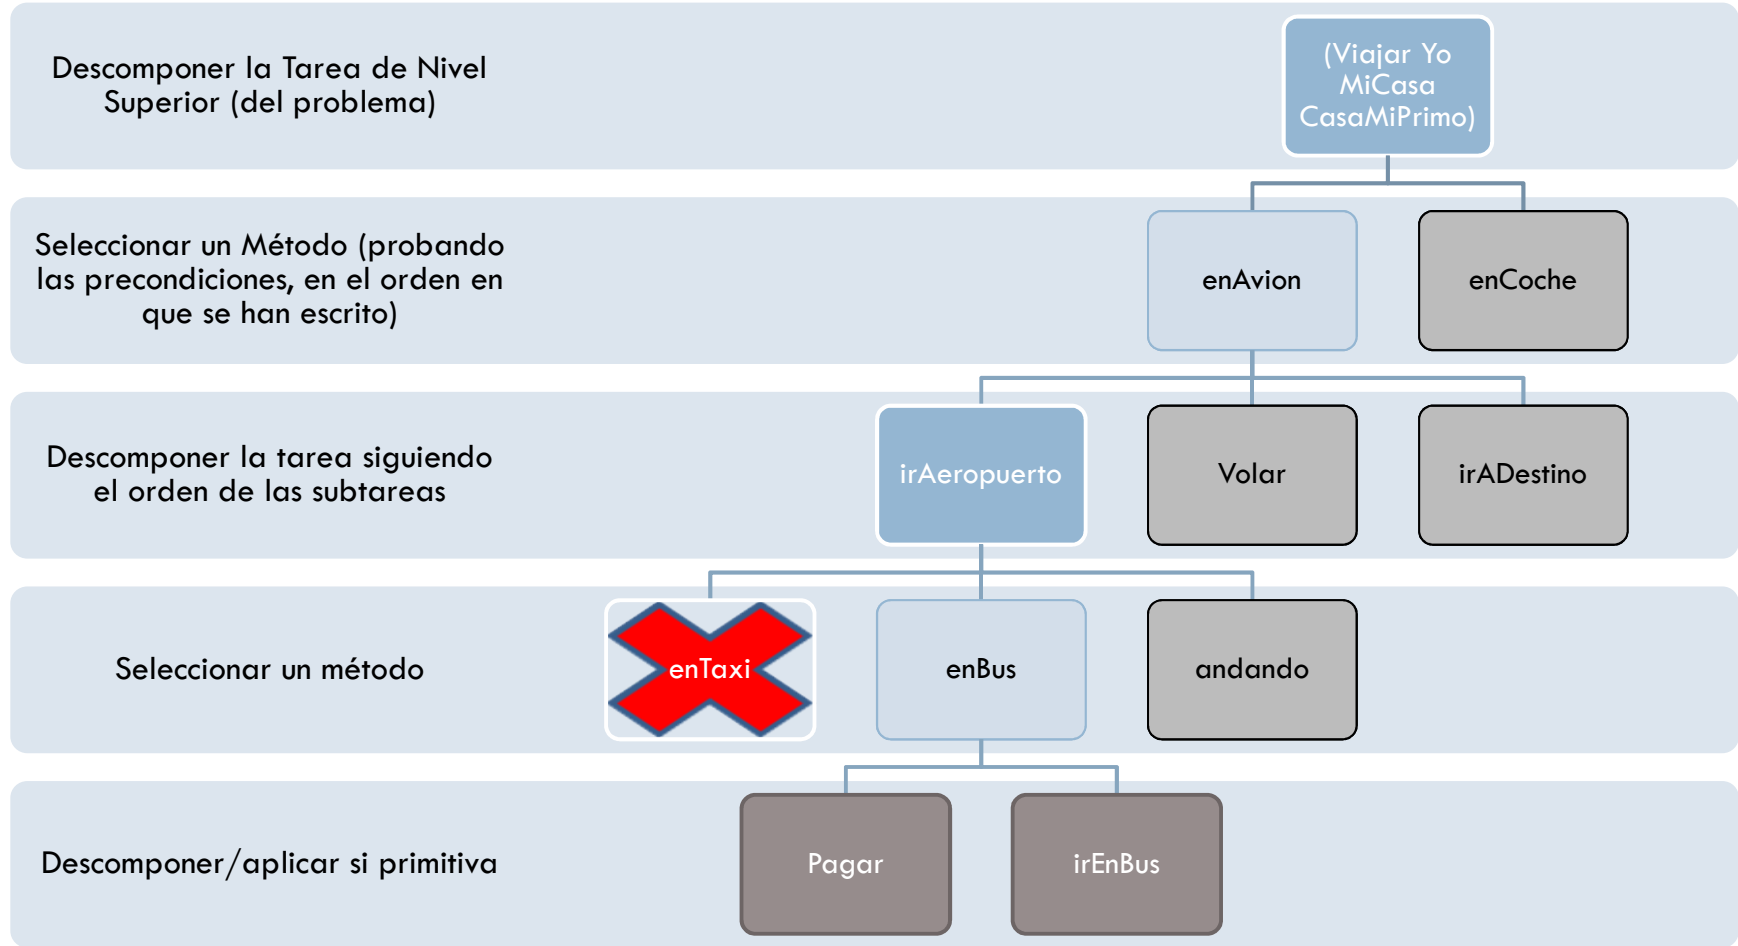 Descomponer la Tarea de Nivel
Superior (del problema)
(Viajar Yo
MiCasa
CasaMiPrimo)
Seleccionar un Método (probando
las precondiciones, en el orden en
que se han escrito)
enAvion
enCoche
Descomponer la tarea siguiendo
el orden de las subtareas
irAeropuerto
Volar
irADestino
Seleccionar un método
enTaxi
enBus
andando
Descomponer/aplicar si primitiva
Pagar
irEnBus